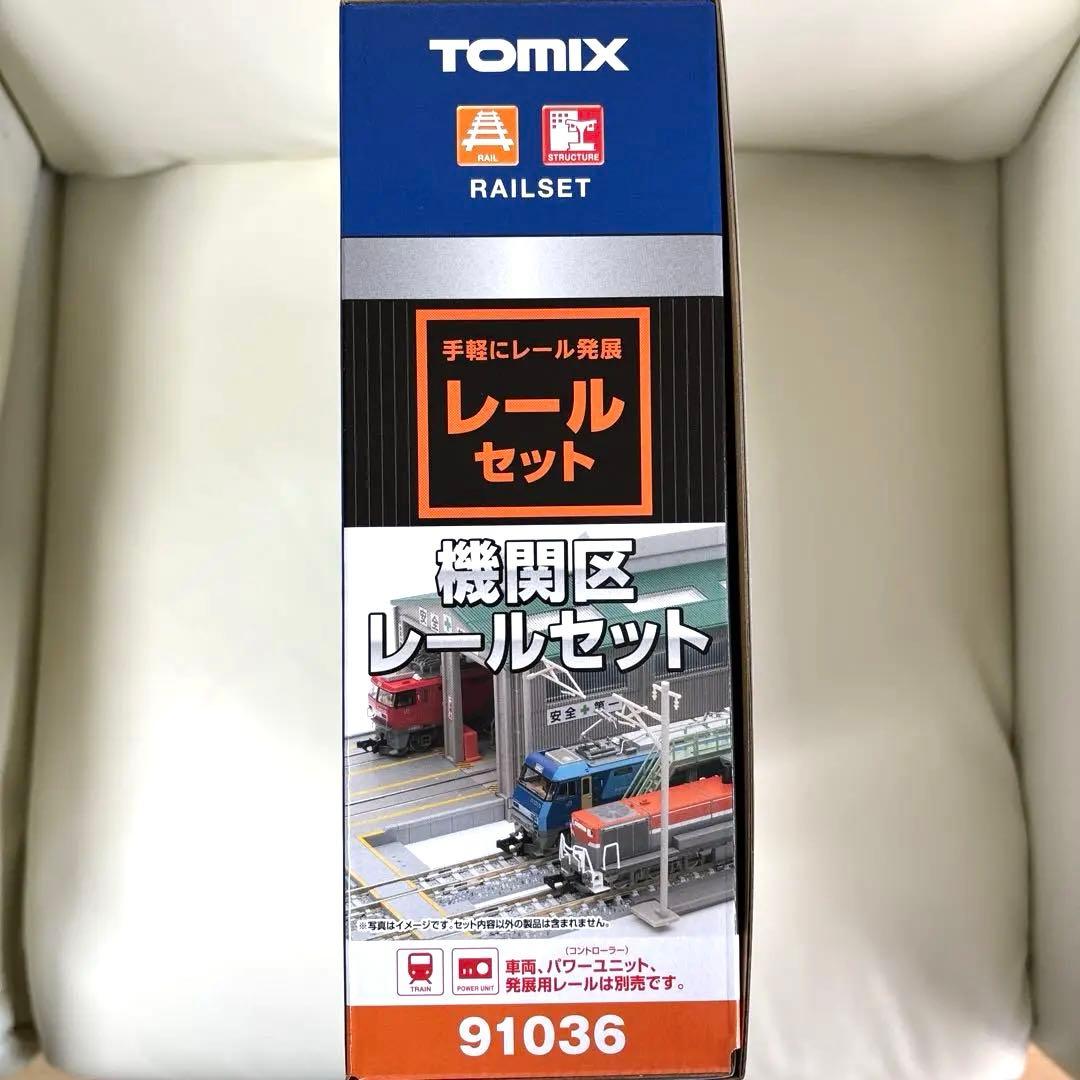 TOMIX
RAIL
STRUCTURE
RAILSET
手軽にレール発展
レール
セット
機関区
レールセット
安全+第一
※写真はイメージです。セット内容以外の製品は含まれません。
TRAIN
POWER UNIT
(コントローラー)
車両、パワーユニット、
発展用レールは別売です。
91036